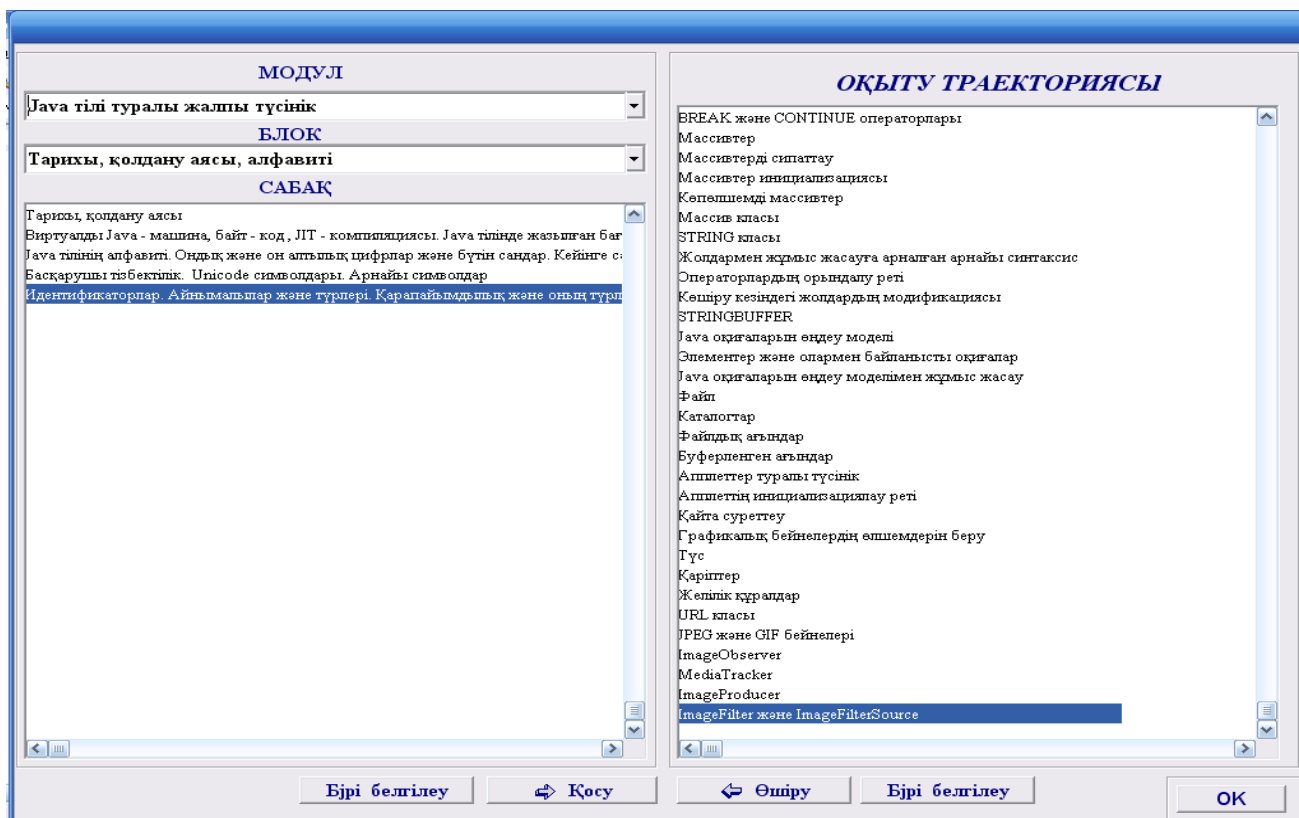 МОДУЛ
Java тілі туралы жалпы түсінік
БЛОК
Тарихы, қолдану аясы, алфавиті
САБАҚ
Тарихы, қолдану аясы
Виртуалды Java - машина, байт - код , JIT - компиляциясы. Java тілінде жазылған бағ
Java тілінің алфавиті. Ондық және он алтылық цифрлар және бүтін сандар. Кейінге са
Басқарушы тізбектілік. Unicode символдары. Арнайы символдар
Идентификаторлар. Айнымалылар және түрлері. Қарапайымдылық және оның түрл
Бірі белгілеу
Қосу
ОҚЫТУ ТРАЕКТОРИЯСЫ
BREAK және CONTINUE операторлары
Массивтер
Массивтерді сипаттау
Массивтер инициализациясы
Көпөлшемді массивтер
Массив класы
STRING класы
Жолдармен жұмыс жасауға арналған арнайы синтаксис
Операторлардың орындалу реті
Көшіру кезіндегі жолдардың модификациясы
STRINGBUFFER
Java оқиғаларын өңдеу моделі
Элементер және олармен байланысты оқиғалар
Java оқиғаларын өңдеу моделімен жұмыс жасау
Файл
Каталогтар
Файлдық ағындар
Буферленген ағындар
Апплеттер туралы түсінік
Апплеттің инициализациялау реті
Қайта суреттеу
Графикалық бейнелердің өлшемдерін беру
Түс
Қаріптер
Желілік құралдар
URL класы
JPEG және GIF бейнелері
ImageObserver
MediaTracker
ImageProducer
ImageFilter және ImageFilterSource
Өшіру
Бірі белгілеу
OK